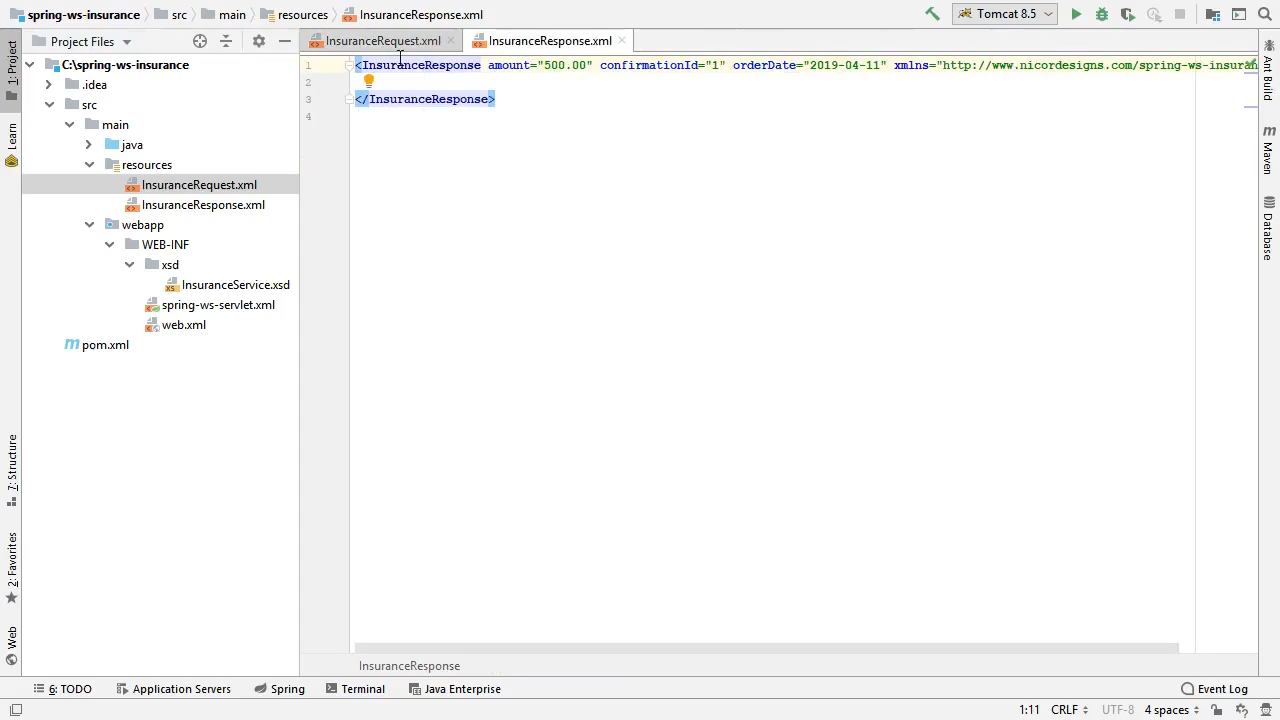 spring-ws-insurance src main resources InsuranceResponse.xml Tomcat 8.5
1: Project
Project Files
InsuranceRequest.xml InsuranceResponse.xml
C:\spring-ws-insurance
.idea
src
main
java
resources
InsuranceRequest.xml
InsuranceResponse.xml
webapp
WEB-INF
xsd
InsuranceService.xsd
spring-ws-servlet.xml
web.xml
pom.xml
1 <InsuranceResponse amount="500.00" confirmationId="1" orderDate="2019-04-11" xmlns="http://www.nicordesigns.com/spring-ws-insuran
2
3 </InsuranceResponse>
4
Learn
7: Structure
2: Favorites
Web
Ant Build
Maven
Database
InsuranceResponse
6: TODO Application Servers Spring Terminal Java Enterprise Event Log
1:11 CRLF UTF-8 4 spaces